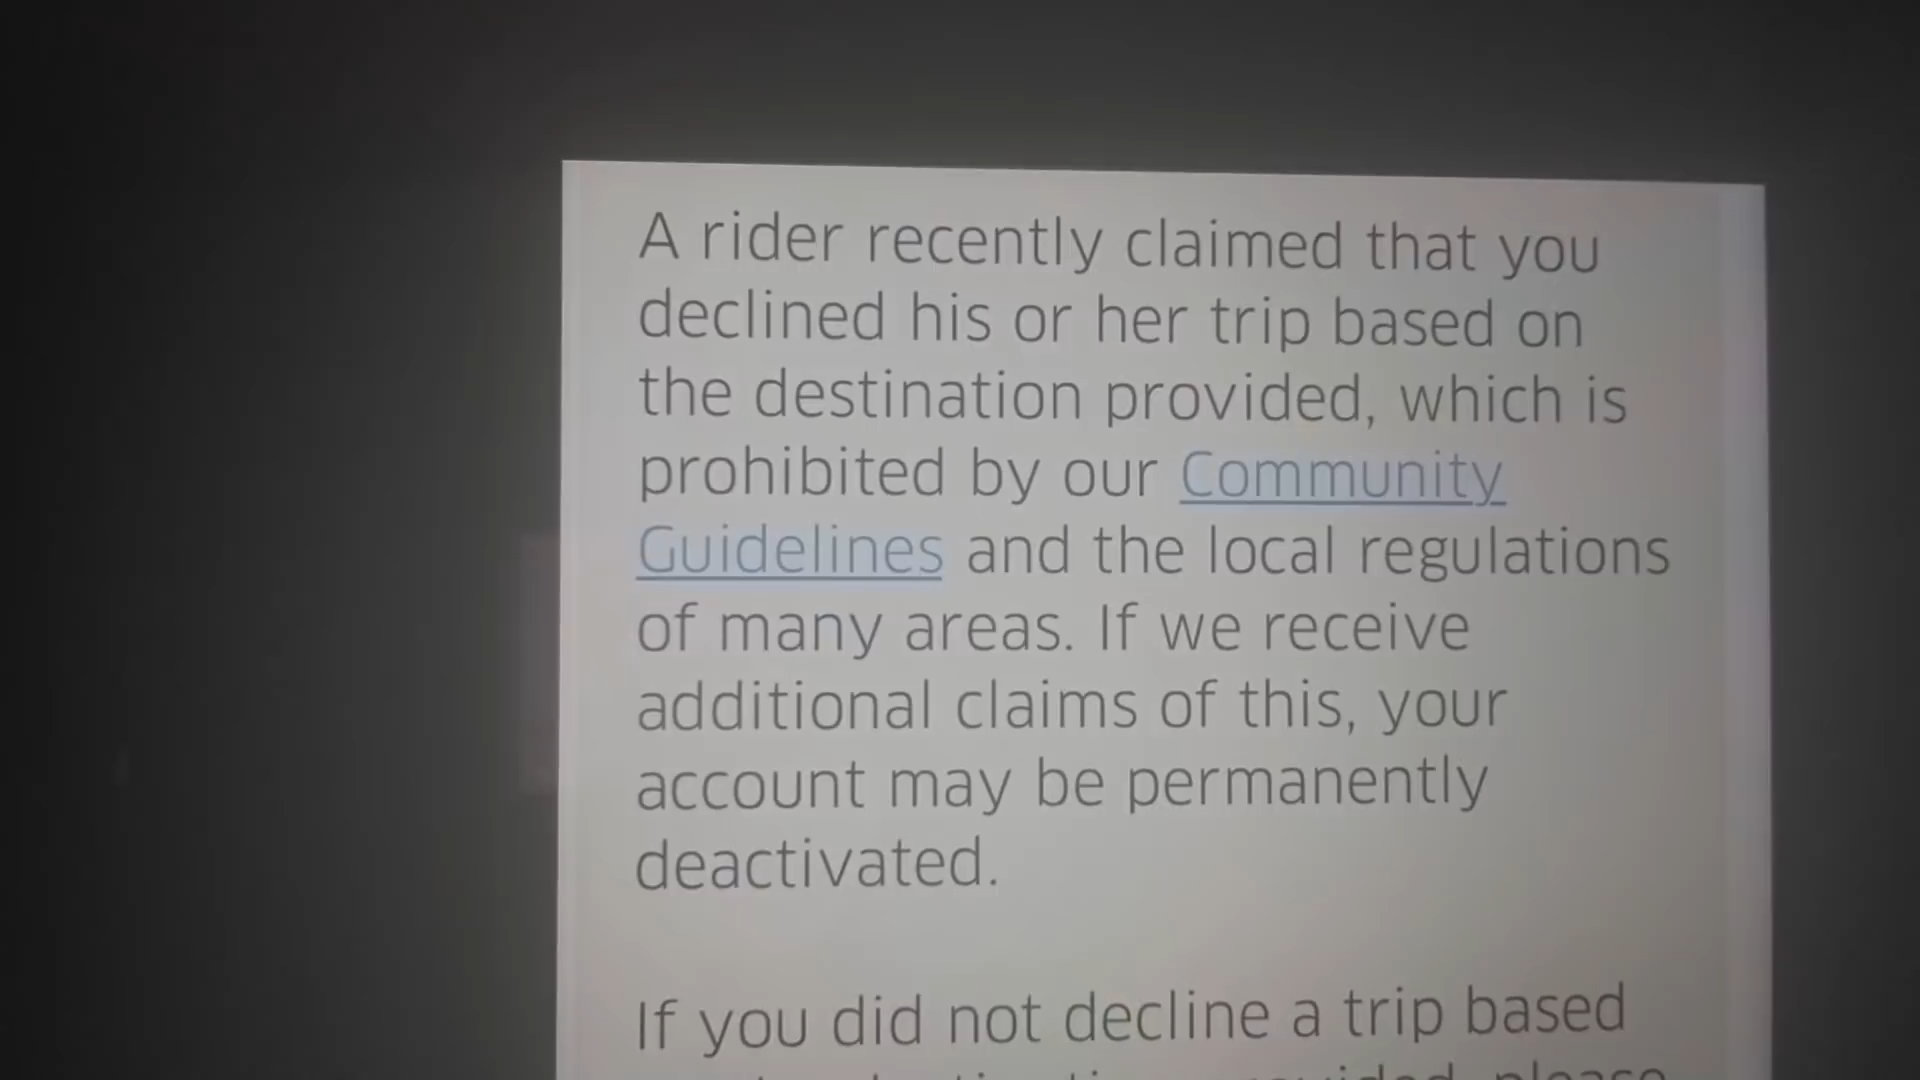 A rider recently claimed that you
declined his or her trip based on
the destination provided, which is
prohibited by our Community
Guidelines and the local regulations
of many areas. If we receive
additional claims of this, your
account may be permanently
deactivated.
If you did not decline a trip based
provided, please